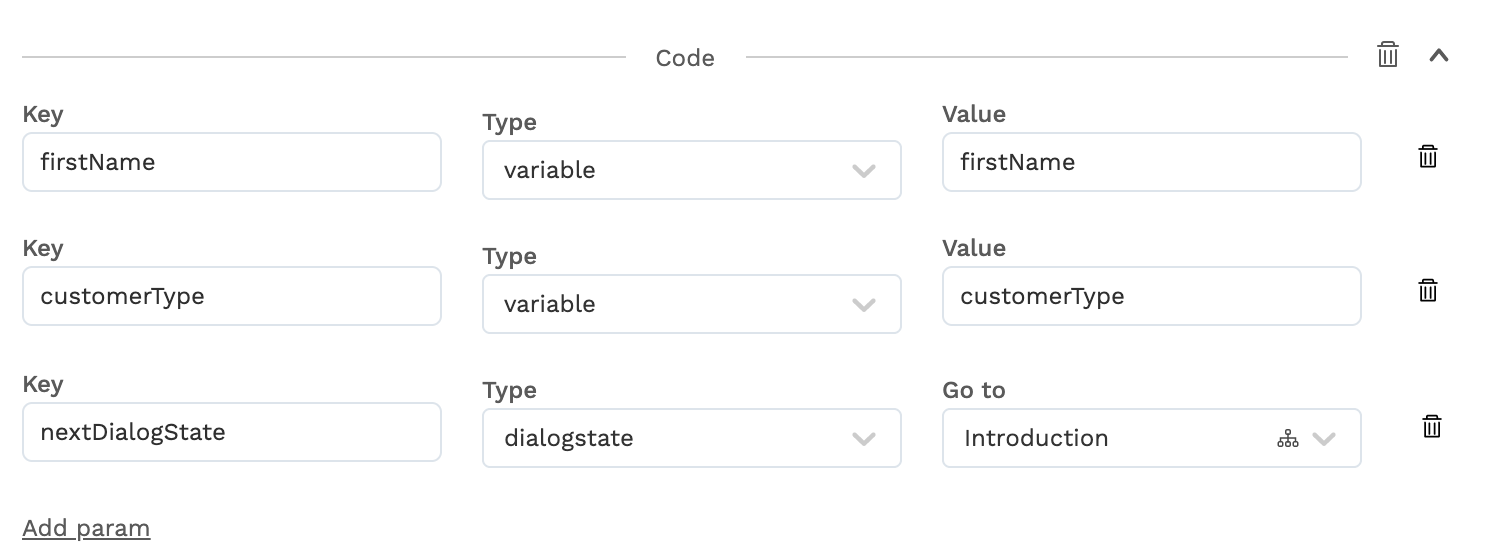 Code
Key
Type
Value
firstName
variable
firstName
Key
Type
Value
customerType
variable
customerType
Key
Type
Go to
nextDialogState
dialogstate
Introduction
Add param